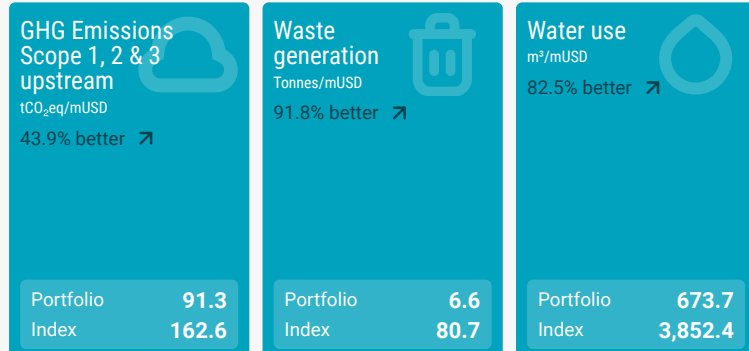 GHG Emissions
Scope 1, 2 & 3
upstream
tCO₂eq/mUSD
43.9% better
Portfolio 91.3
Index 162.6
Waste
generation
Tonnes/mUSD
91.8% better
Portfolio 6.6
Index 80.7
Water use
m³/mUSD
82.5% better
Portfolio 673.7
Index 3,852.4